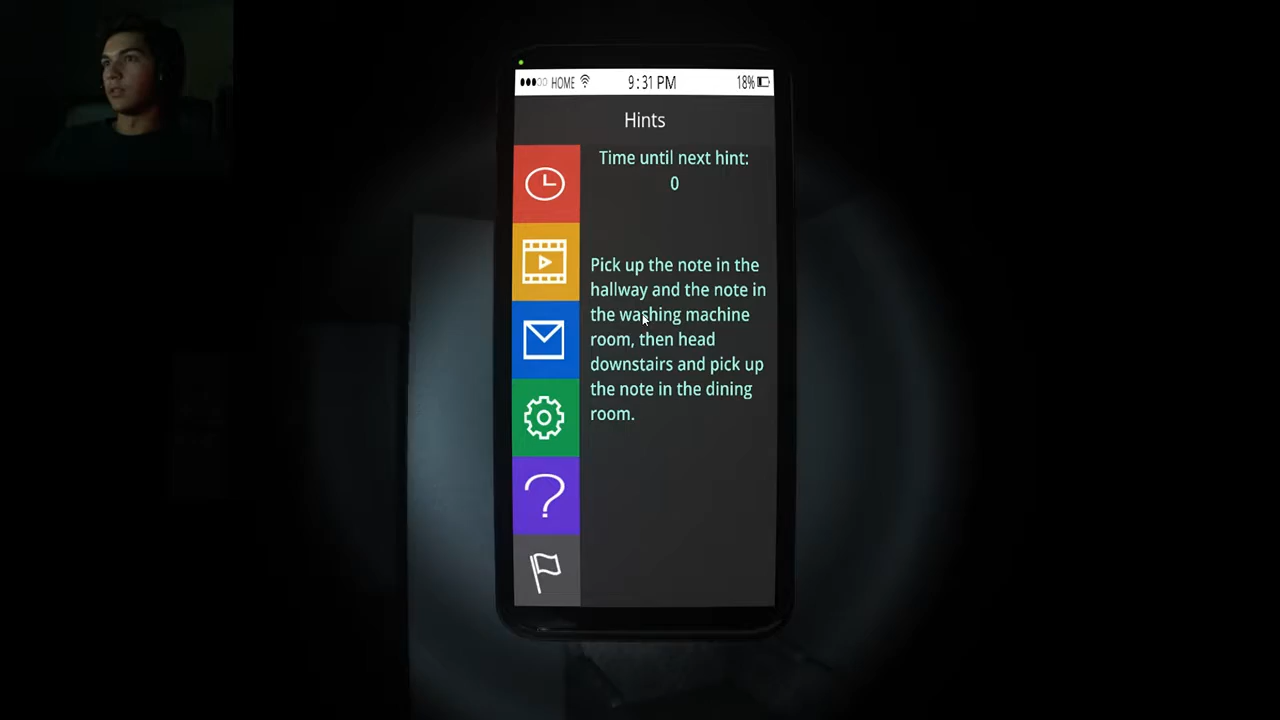 HOME 9:31 PM 18%
Hints
Time until next hint:
0
Pick up the note in the
hallway and the note in
the washing machine
room, then head
downstairs and pick up
the note in the dining
room.